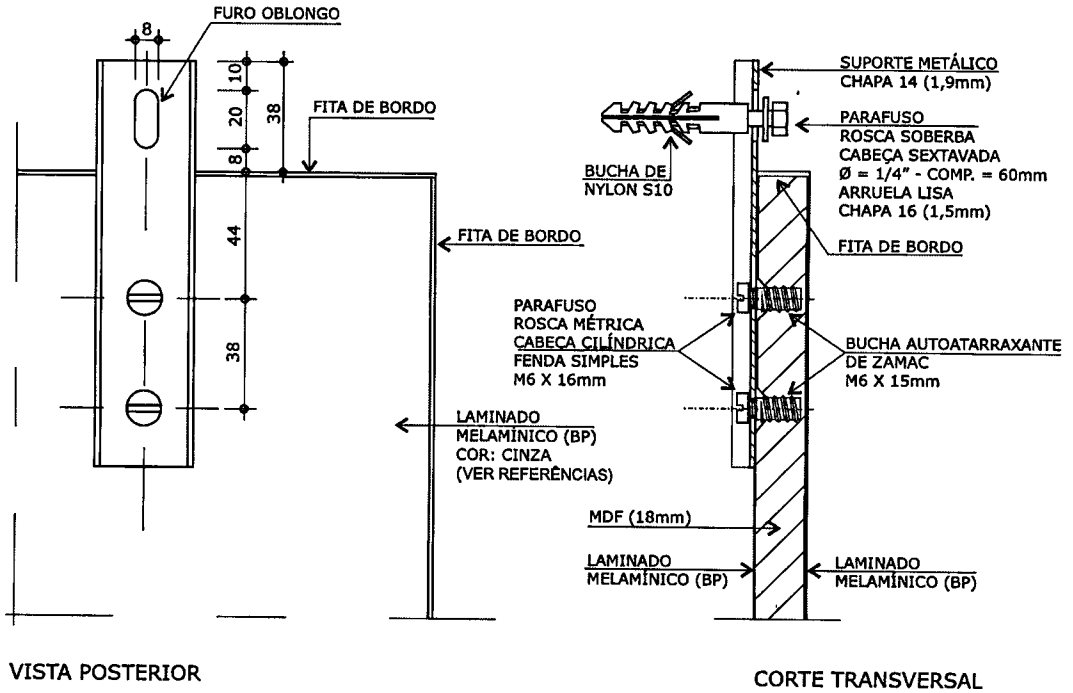 FURO OBLONGO
8
10
20
38
8
FITA DE BORDO
44
FITA DE BORDO
38
LAMINADO
MELAMÍNICO (BP)
COR: CINZA
(VER REFERÊNCIAS)
VISTA POSTERIOR
SUPORTE METÁLICO
CHAPA 14 (1,9mm)
PARAFUSO
ROSCA SOBERBA
CABEÇA SEXTAVADA
Ø = 1/4" - COMP. = 60mm
ARRUELA LISA
CHAPA 16 (1,5mm)
BUCHA DE
NYLON S10
FITA DE BORDO
PARAFUSO
ROSCA MÉTRICA
CABEÇA CILÍNDRICA
FENDA SIMPLES
M6 X 16mm
BUCHA AUTOATARRAXANTE
DE ZAMAC
M6 X 15mm
MDF (18mm)
LAMINADO
MELAMÍNICO (BP)
LAMINADO
MELAMÍNICO (BP)
CORTE TRANSVERSAL